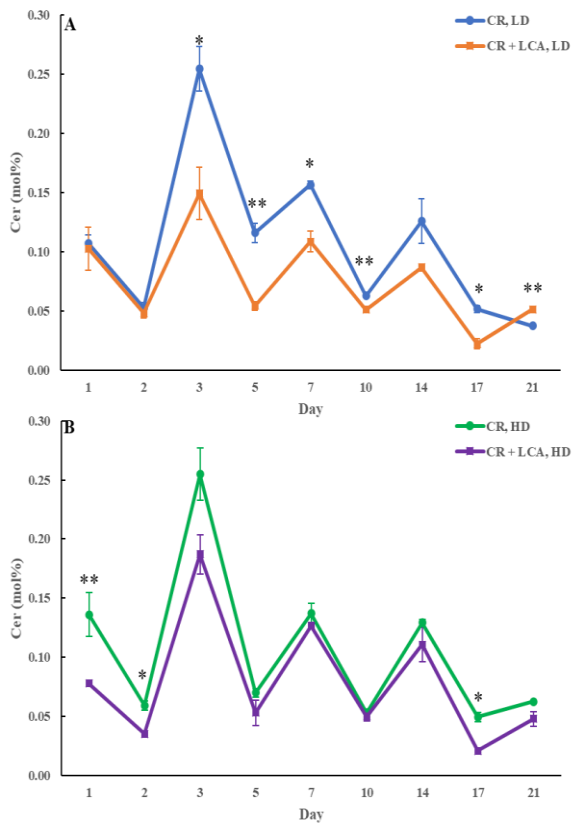 0.30
A
CR, LD
CR + LCA, LD
0.25
0.20
0.15
0.10
0.05
0.00
Cer (mol%)
*
**
*
**
*
**
1 2 3 5 7 10 14 17 21
Day
0.30
B
CR, HD
CR + LCA, HD
0.25
0.20
0.15
0.10
0.05
0.00
Cer (mol%)
**
*
*
1 2 3 5 7 10 14 17 21
Day